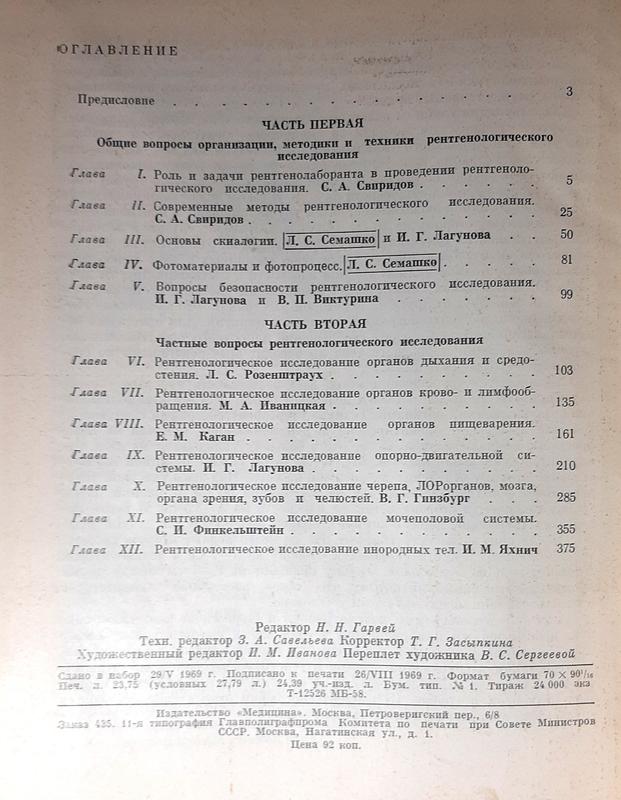 ОГЛАВЛЕНИЕ
Предисловие . . . . . . . . . . . . . . 3
ЧАСТЬ ПЕРВАЯ
Общие вопросы организации, методики и техники рентгенологического
исследования
Глава I. Роль и задачи рентгенолаборанта в проведении рентгеноло-
гического исследования. С. А. Свиридов . . . . . 5
Глава II. Современные методы рентгенологического исследования.
С. А. Свиридов . . . . . . . . . . . 25
Глава III. Основы скиалогии. Л. С. Семашко и И. Г. Лагунова . . 50
Глава IV. Фотоматериалы и фотопроцесс. Л. С. Семашко . . . . 81
Глава V. Вопросы безопасности рентгенологического исследования.
И. Г. Лагунова и В. П. Виктурина . . . . . . 99
ЧАСТЬ ВТОРАЯ
Частные вопросы рентгенологического исследования
Глава VI. Рентгенологическое исследование органов дыхания и средо-
стения. Л. С. Розенштраух . . . . . . . . 103
Глава VII. Рентгенологическое исследование органов крово- и лимфооб-
ращения. М. А. Иваницкая . . . . . . . . 135
Глава VIII. Рентгенологическое исследование органов пищеварения.
Е. М. Каган . . . . . . . . . . . . 161
Глава IX. Рентгенологическое исследование опорно-двигательной си-
стемы. И. Г. Лагунова . . . . . . . . . 210
Глава X. Рентгенологическое исследование черепа, ЛОРорганов, мозга,
органа зрения, зубов и челюстей. В. Г. Гинзбург . . . 285
Глава XI. Рентгенологическое исследование мочеполовой системы.
С. И. Финкельштейн . . . . . . . . . . 355
Глава XII. Рентгенологическое исследование инородных тел. И. М. Яхнич 375
Редактор Н. Н. Гарвей
Техн. редактор З. А. Савельева Корректор Т. Г. Засыпкина
Художественный редактор Н. М. Иванова Переплет художника В. С. Сергеевой
Сдано в набор 29/V 1969 г. Подписано к печати 26/VIII 1969 г. Формат бумаги 70 × 90¹/₁₆
Печ. л. 23,75 (условных 27,79 л.) 24,39 уч.-изд. л. Бум. тип. № 1. Тираж 24 000 экз
Т-12526 МБ-58.
Издательство «Медицина». Москва, Петроверигский пер., 6/8
Заказ 435. 11-я типография Главполиграфпрома Комитета по печати при Совете Министров
СССР. Москва, Нагатинская ул., д. 1.
Цена 92 коп.